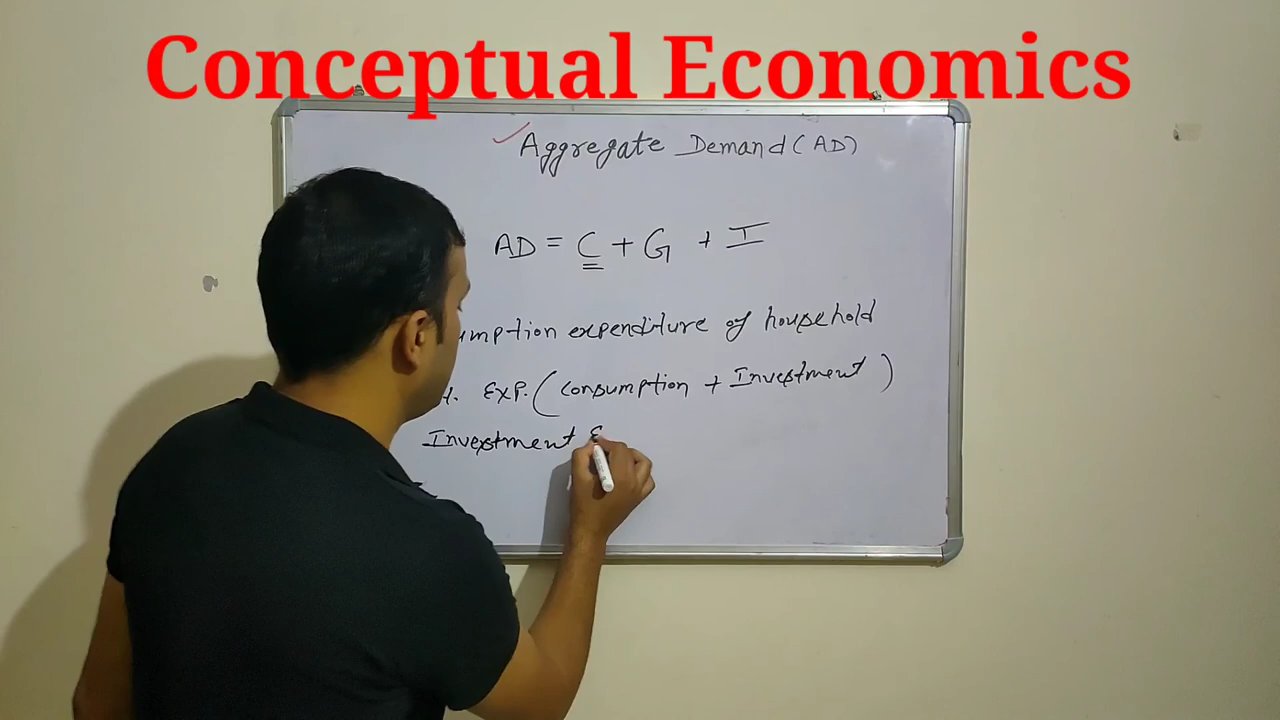 Conceptual Economics
Aggregate Demand (AD)
AD = C + G + I
umption expenditure of household
t. Exp. (Consumption + Investment)
Investment E